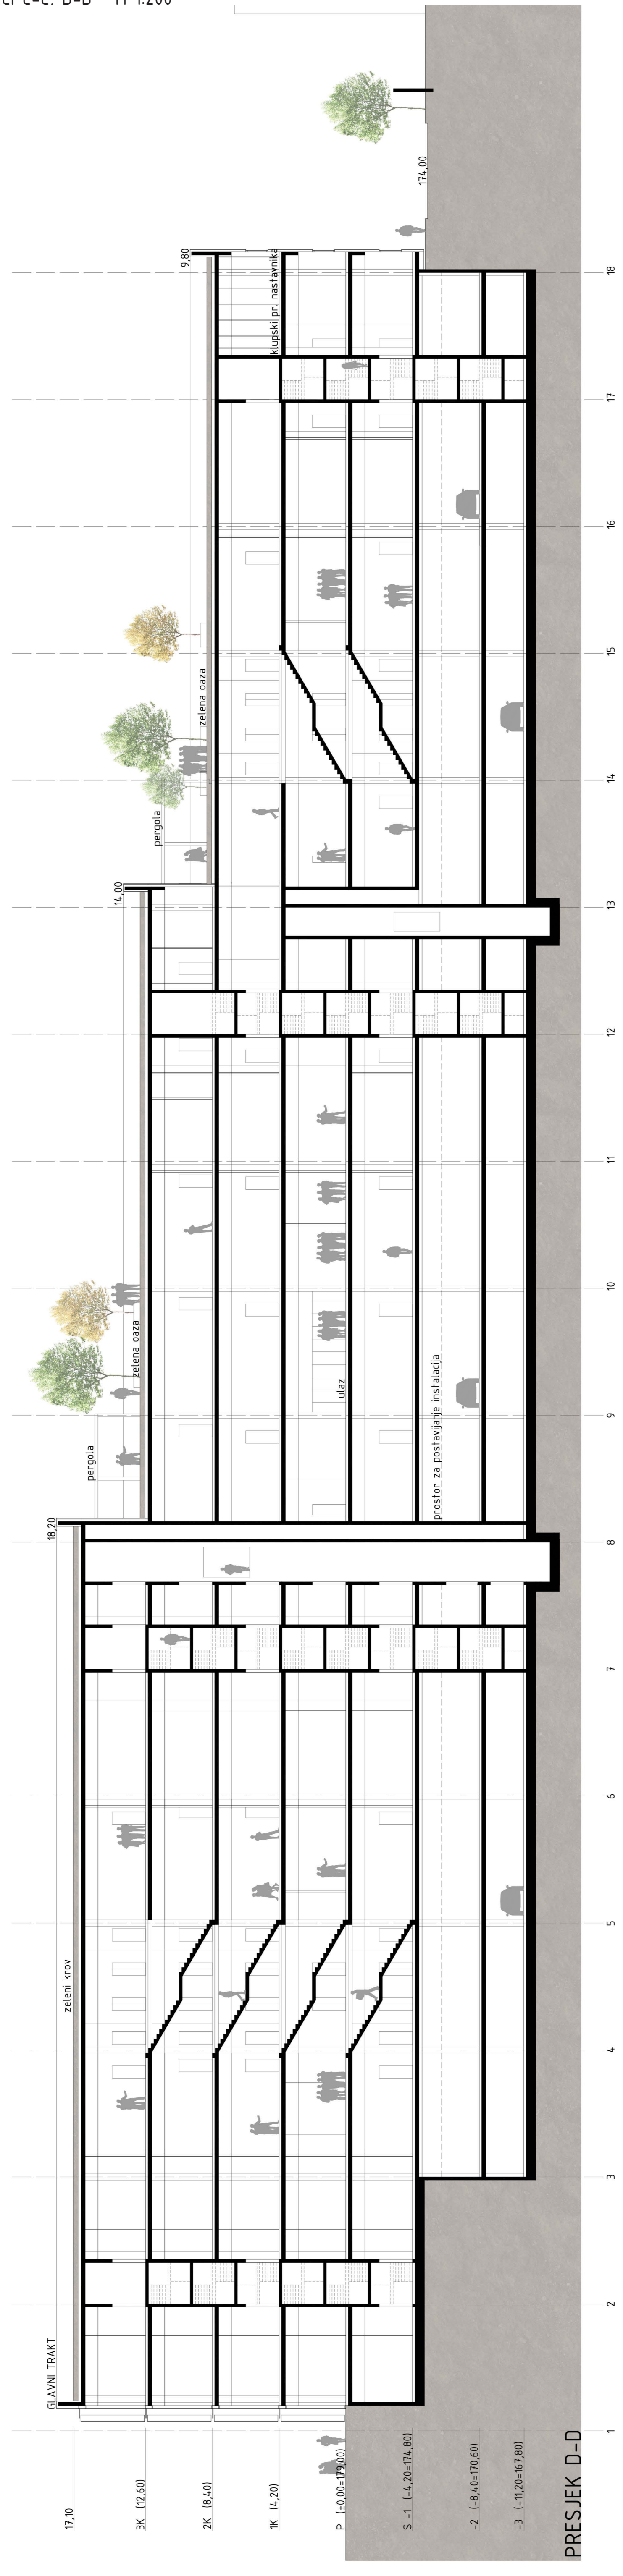 PRESJEK D-D
GLAVNI TRAKT
17,10
3K (12,60)
2K (8,40)
1K (4,20)
P (±0,00=179,00)
S -1 (-4,20=174,80)
-2 (-8,40=170,60)
-3 (-11,20=167,80)
zeleni krov
18,20
pergola
zelena oaza
ulaz
prostor za postavljanje instalacija
14,00
pergola
zelena oaza
9,80
klupski pr. nastavnika
174,00
1
2
3
4
5
6
7
8
9
10
11
12
13
14
15
16
17
18